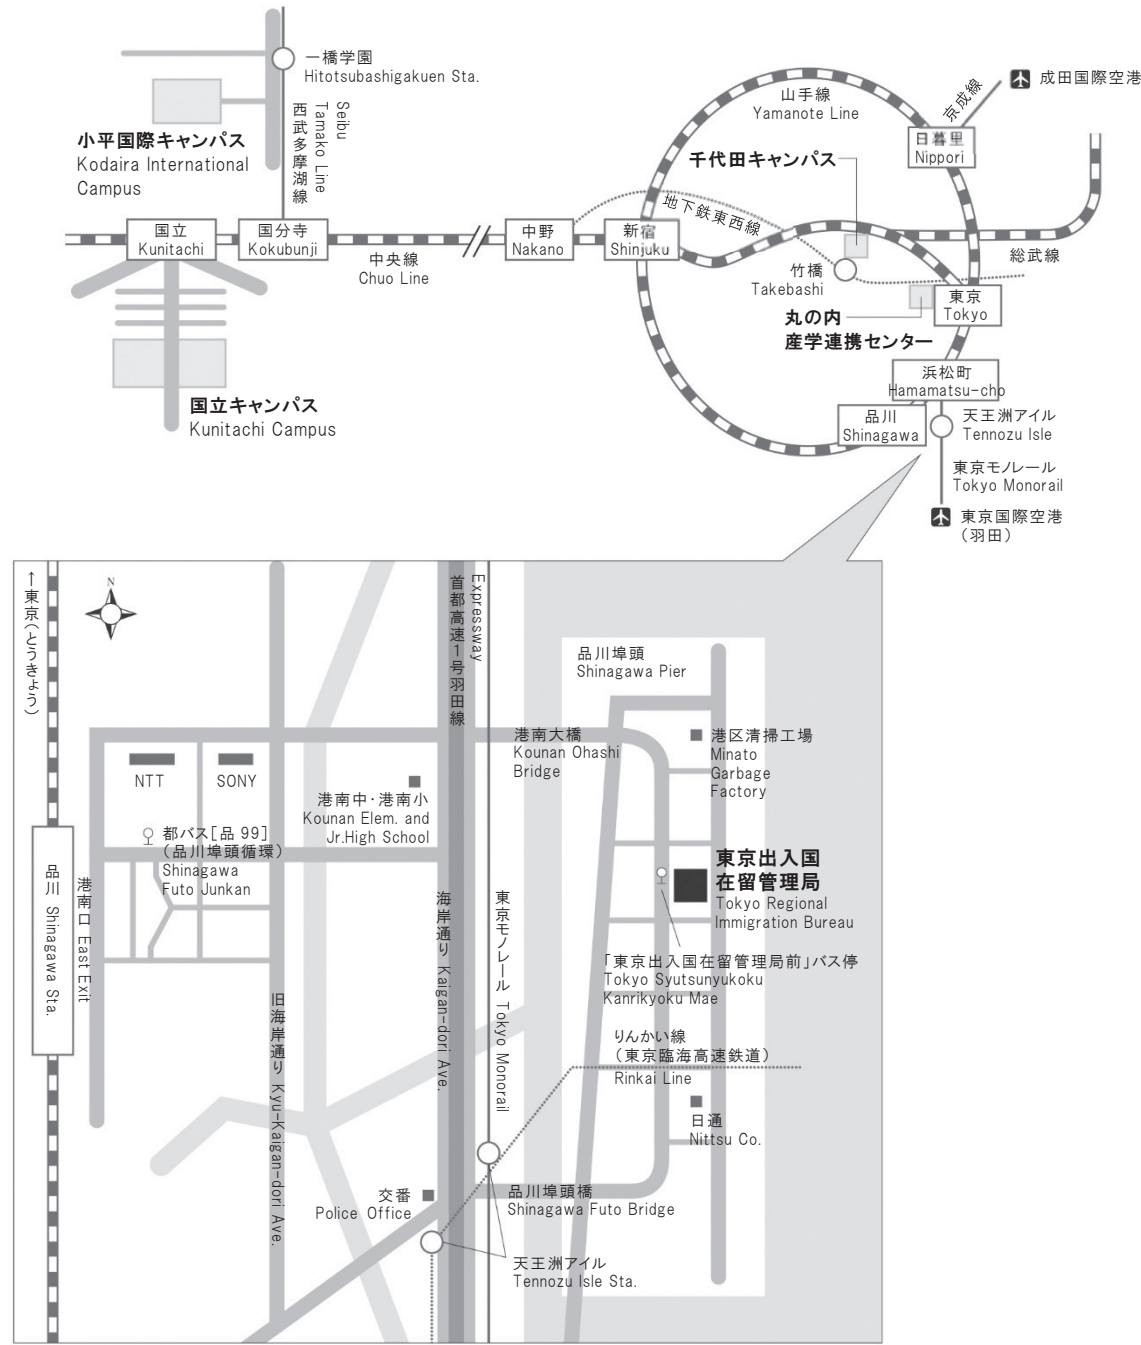 一橋学園
Hitotsubashigakuen Sta.
西武多摩湖線
Seibu
Tamako Line
小平国際キャンパス
Kodaira International
Campus
国立
Kunitachi
国分寺
Kokubunji
中央線
Chuo Line
国立キャンパス
Kunitachi Campus
中野
Nakano
新宿
Shinjuku
地下鉄東西線
山手線
Yamanote Line
千代田キャンパス
京成線
成田国際空港
日暮里
Nippori
総武線
竹橋
Takebashi
丸の内
産学連携センター
東京
Tokyo
浜松町
Hamamatsu-cho
品川
Shinagawa
天王洲アイル
Tennozu Isle
東京モノレール
Tokyo Monorail
東京国際空港
(羽田)
←東京(とうきょう)
N
首都高速1号羽田線
Expressway
品川埠頭
Shinagawa Pier
港南大橋
Kounan Ohashi
Bridge
港区清掃工場
Minato
Garbage
Factory
NTT
SONY
港南中・港南小
Kounan Elem. and
Jr.High School
都バス[品99]
(品川埠頭循環)
Shinagawa
Futo Junkan
品川 Shinagawa Sta.
港南口 East Exit
東京出入国
在留管理局
Tokyo Regional
Immigration Bureau
「東京出入国在留管理局前」バス停
Tokyo Syutsunyukoku
Kanrikyoku Mae
海岸通り Kaigan-dori Ave.
東京モノレール Tokyo Monorail
旧海岸通り Kyu-Kaigan-dori Ave.
りんかい線
(東京臨海高速鉄道)
Rinkai Line
日通
Nittsu Co.
交番
Police Office
品川埠頭橋
Shinagawa Futo Bridge
天王洲アイル
Tennozu Isle Sta.